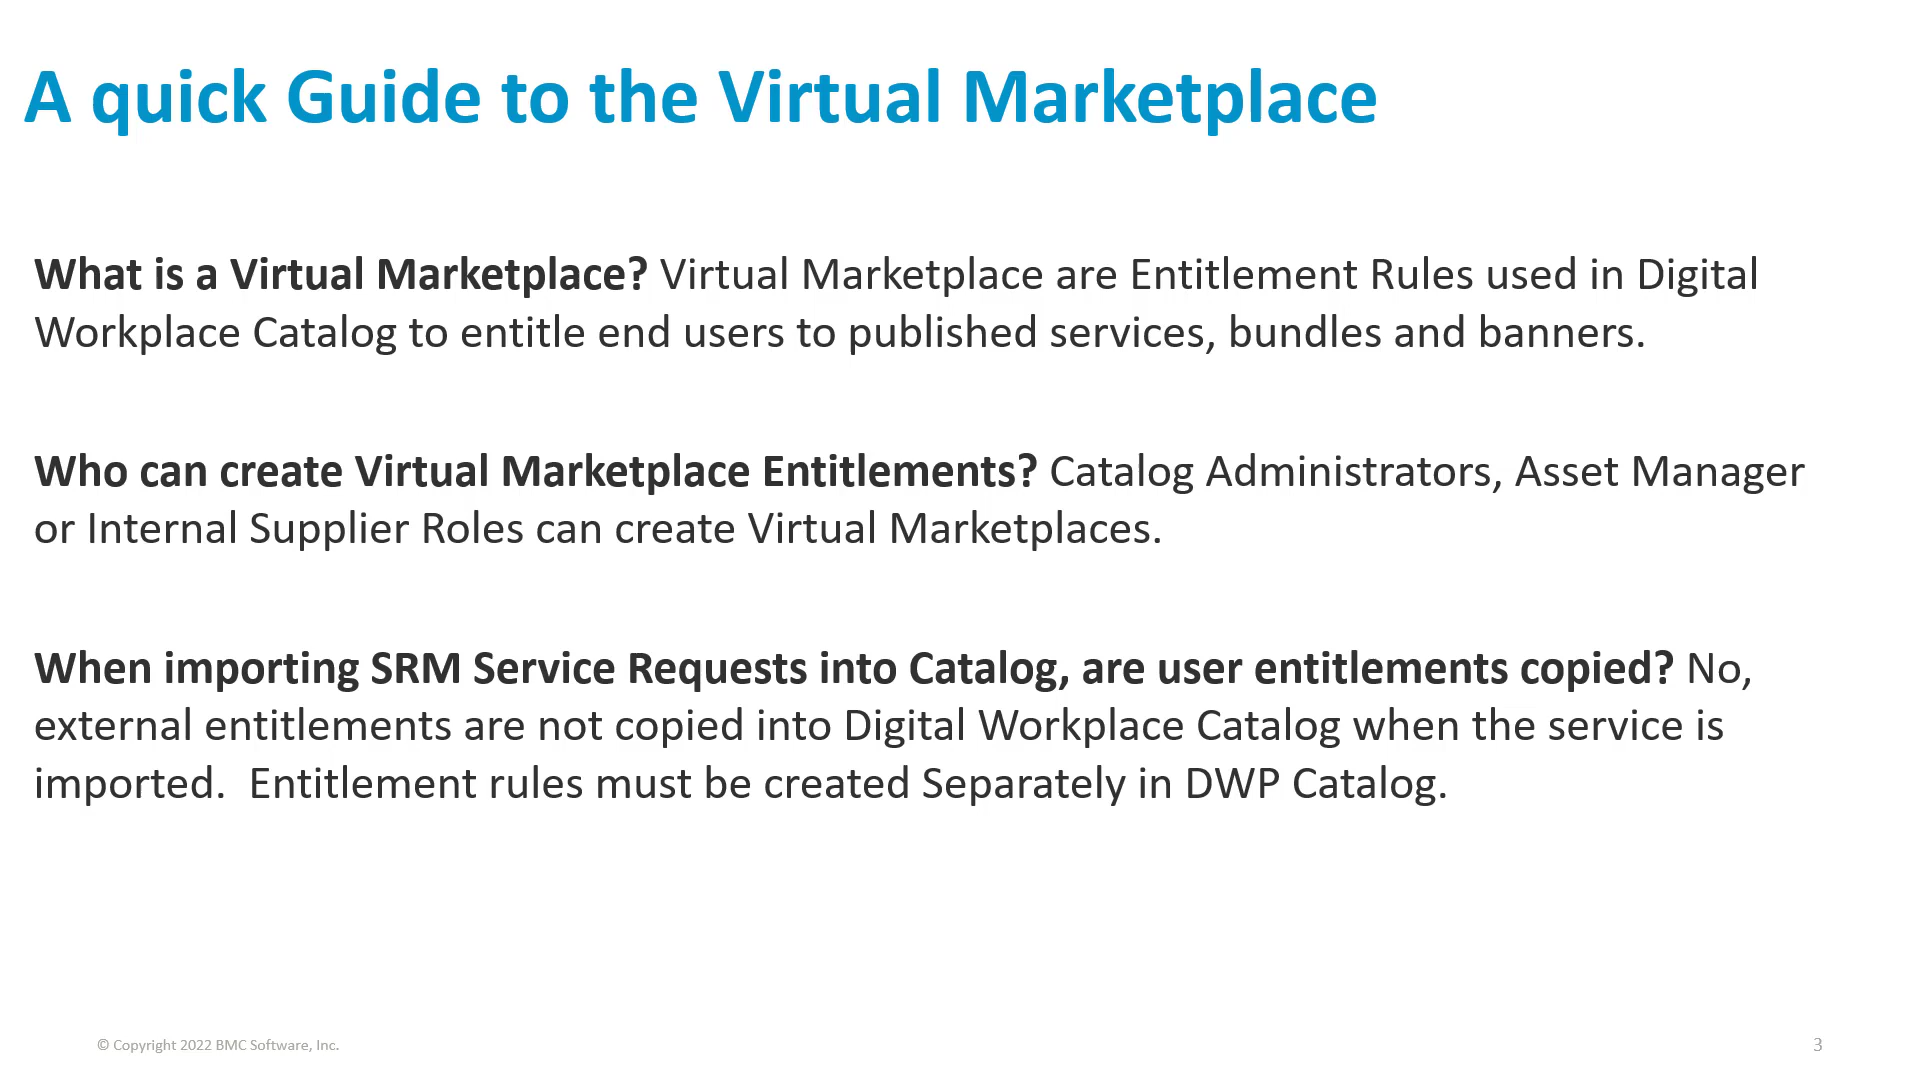 A quick Guide to the Virtual Marketplace
What is a Virtual Marketplace? Virtual Marketplace are Entitlement Rules used in Digital
Workplace Catalog to entitle end users to published services, bundles and banners.
Who can create Virtual Marketplace Entitlements? Catalog Administrators, Asset Manager
or Internal Supplier Roles can create Virtual Marketplaces.
When importing SRM Service Requests into Catalog, are user entitlements copied? No,
external entitlements are not copied into Digital Workplace Catalog when the service is
imported.  Entitlement rules must be created Separately in DWP Catalog.
© Copyright 2022 BMC Software, Inc.
3